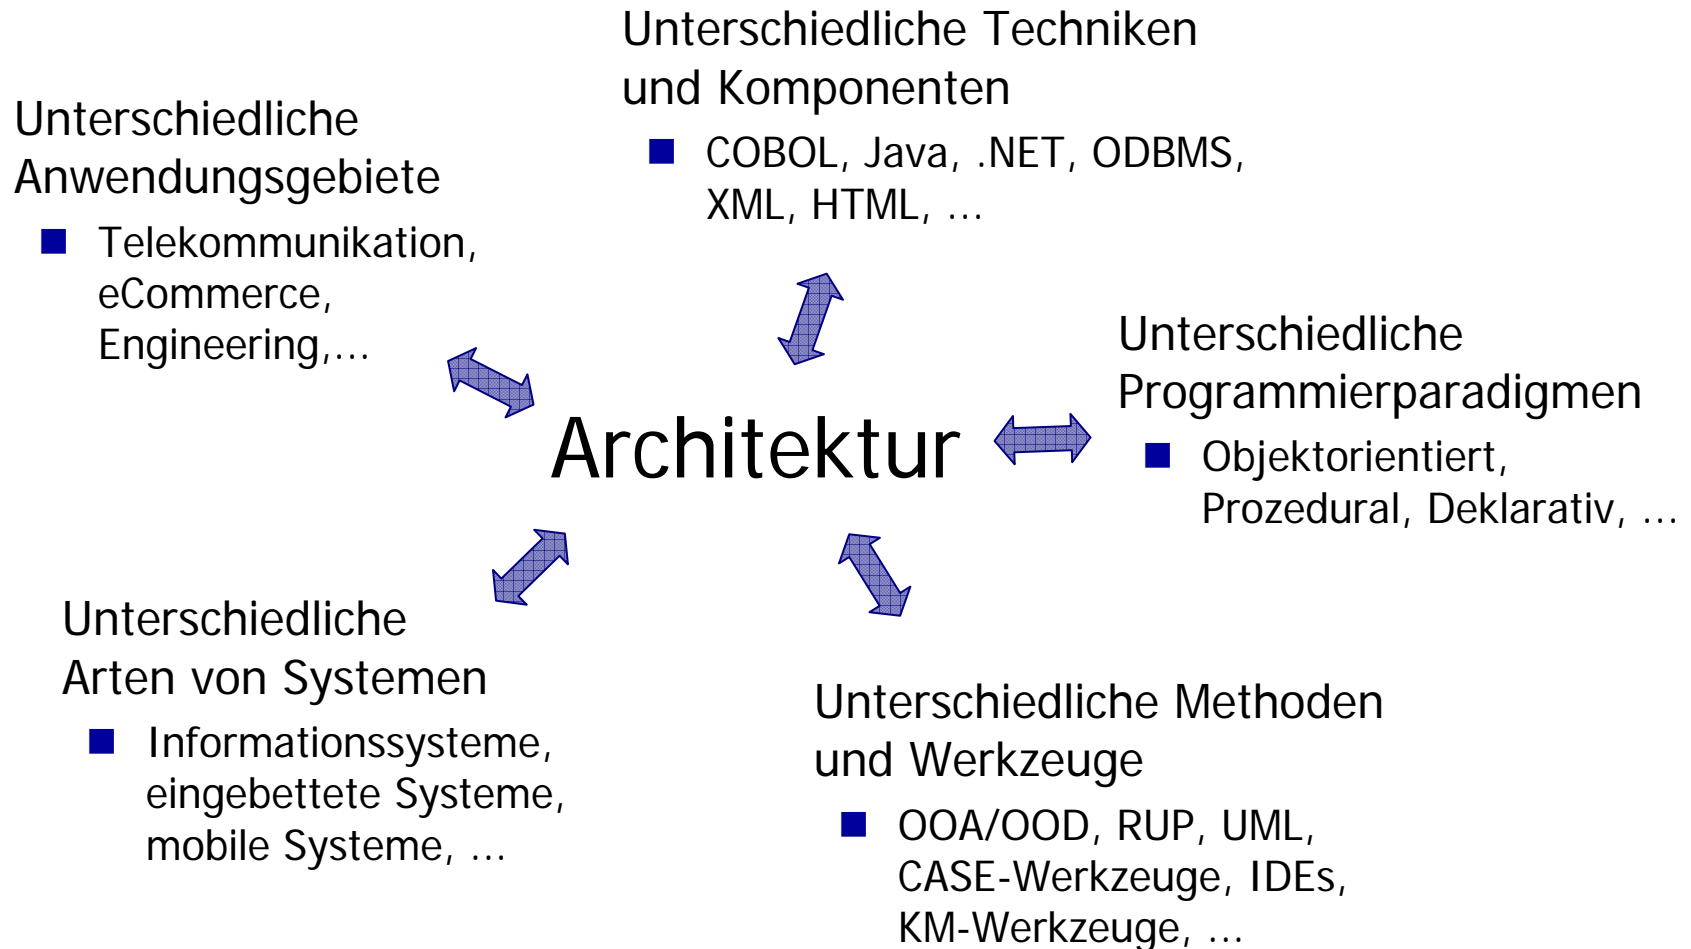 Unterschiedliche Techniken
und Komponenten
COBOL, Java, .NET, ODBMS,
XML, HTML, …
Unterschiedliche
Anwendungsgebiete
Telekommunikation,
eCommerce,
Engineering,…
Unterschiedliche
Programmierparadigmen
Objektorientiert,
Prozedural, Deklarativ, …
Architektur
Unterschiedliche
Arten von Systemen
Informationssysteme,
eingebettete Systeme,
mobile Systeme, …
Unterschiedliche Methoden
und Werkzeuge
OOA/OOD, RUP, UML,
CASE-Werkzeuge, IDEs,
KM-Werkzeuge, …